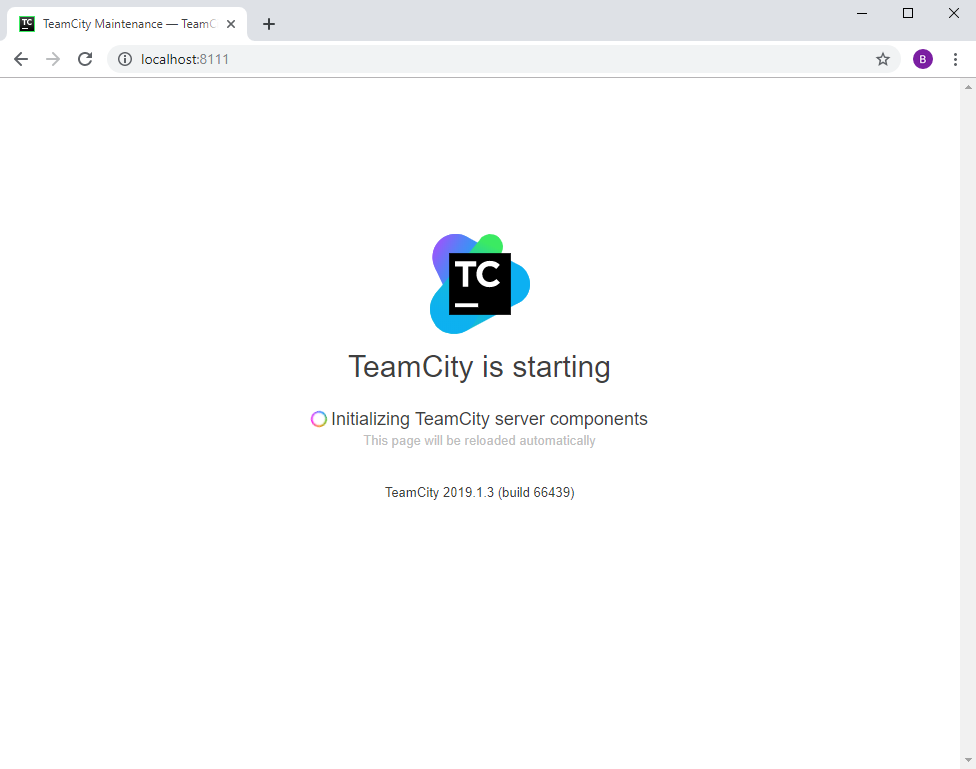 TC TeamCity Maintenance — TeamC
localhost:8111
B
TC
TeamCity is starting
Initializing TeamCity server components
This page will be reloaded automatically
TeamCity 2019.1.3 (build 66439)